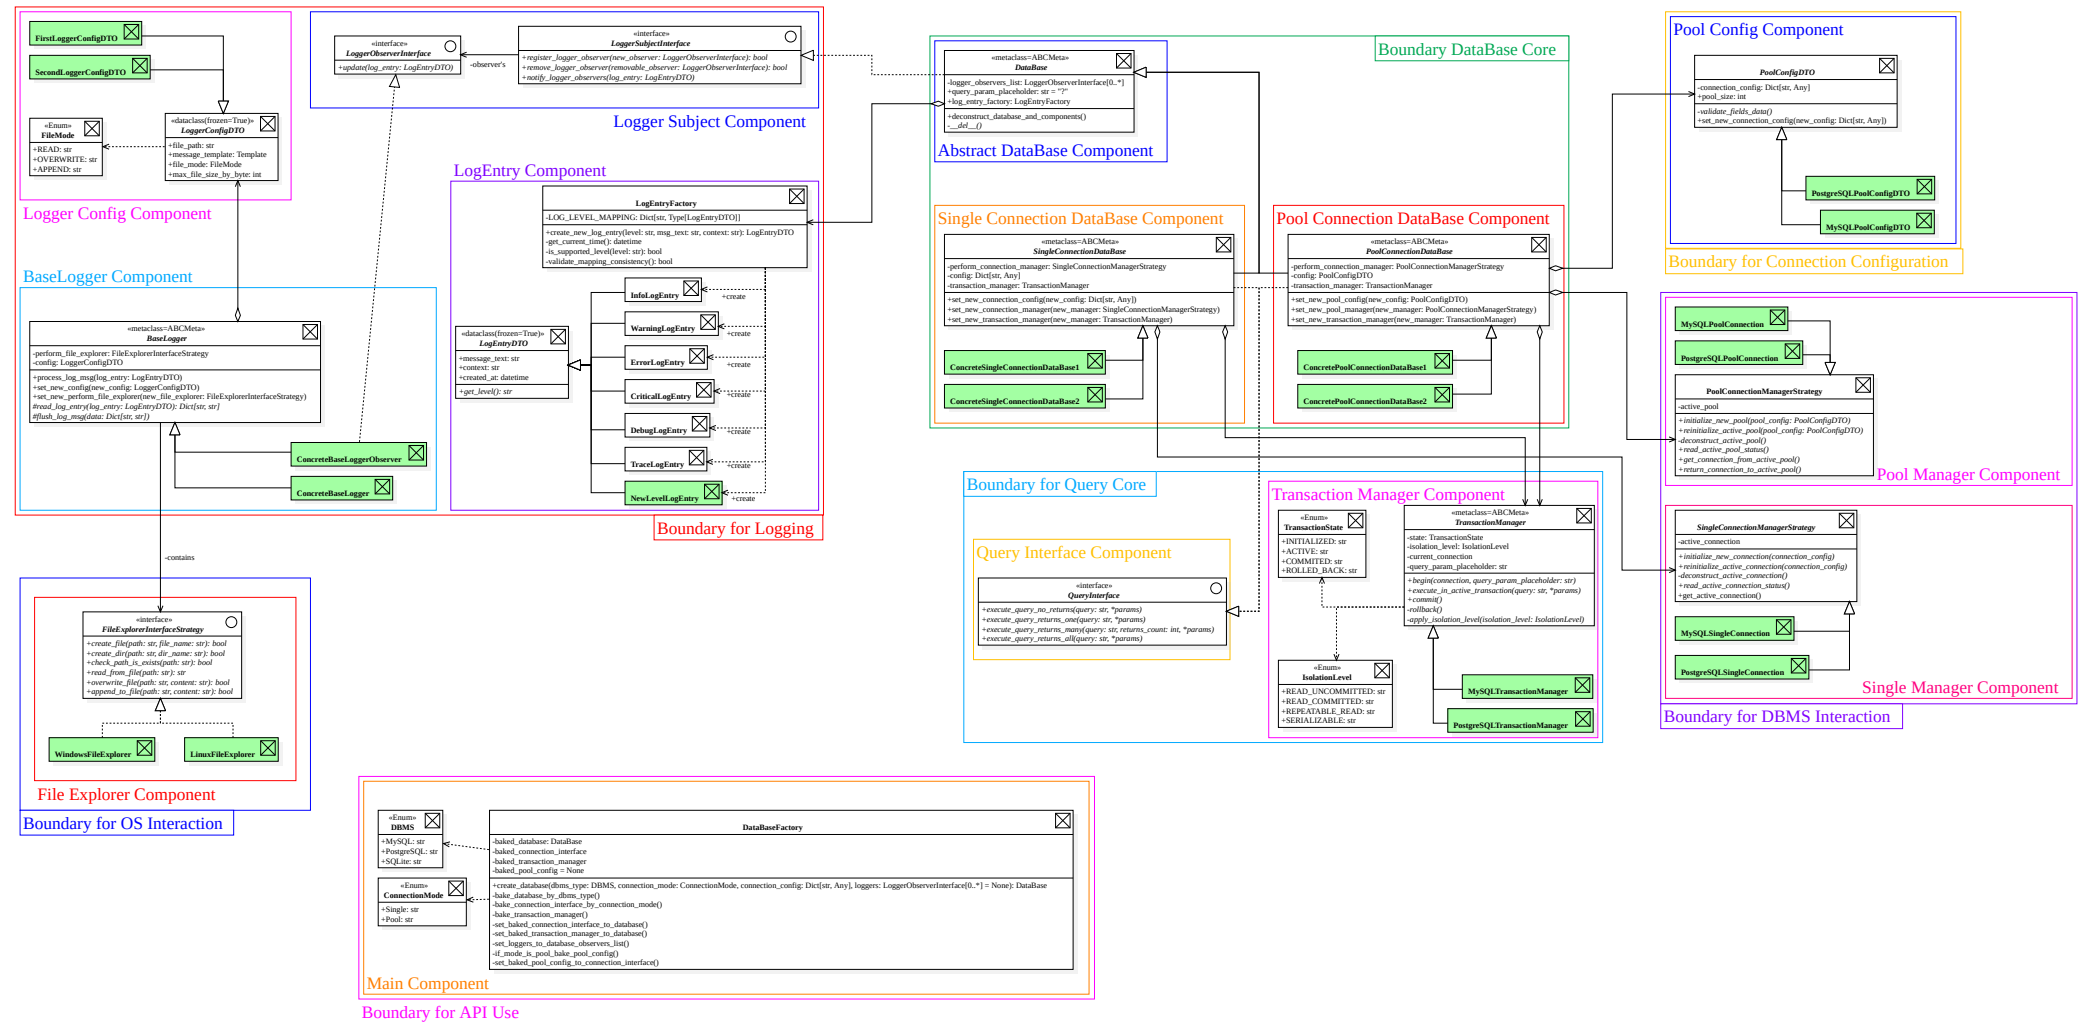 FirstLoggerConfigDTO
SecondLoggerConfigDTO
«Enum»
FileMode
+READ: str
+OVERWRITE: str
+APPEND: str
«dataclass(frozen=True)»
LoggerConfigDTO
+file_path: str
+message_template: Template
+file_mode: FileMode
+max_file_size_by_byte: int
Logger Config Component
«interface»
LoggerObserverInterface
+update(log_entry: LogEntryDTO)
-observer's
«interface»
LoggerSubjectInterface
+register_logger_observer(new_observer: LoggerObserverInterface): bool
+remove_logger_observer(removable_observer: LoggerObserverInterface): bool
+notify_logger_observers(log_entry: LogEntryDTO)
Logger Subject Component
LogEntry Component
LogEntryFactory
-LOG_LEVEL_MAPPING: Dict[str, Type[LogEntryDTO]]
+create_new_log_entry(level: str, msg_text: str, context: str): LogEntryDTO
-get_current_time(): datetime
-is_supported_level(level: str): bool
-validate_mapping_consistency(): bool
InfoLogEntry
+create
WarningLogEntry
+create
ErrorLogEntry
+create
CriticalLogEntry
+create
DebugLogEntry
+create
TraceLogEntry
+create
NewLevelLogEntry
+create
«dataclass(frozen=True)»
LogEntryDTO
+message_text: str
+context: str
+created_at: datetime
+get_level(): str
BaseLogger Component
«metaclass=ABCMeta»
BaseLogger
-perform_file_explorer: FileExplorerInterfaceStrategy
-config: LoggerConfigDTO
+process_log_msg(log_entry: LogEntryDTO)
+set_new_config(new_config: LoggerConfigDTO)
+set_new_perform_file_explorer(new_file_explorer: FileExplorerInterfaceStrategy)
#read_log_entry(log_entry: LogEntryDTO): Dict[str, str]
#flush_log_msg(data: Dict[str, str])
ConcreteBaseLoggerObserver
ConcreteBaseLogger
Boundary for Logging
-contains
«interface»
FileExplorerInterfaceStrategy
+create_file(path: str, file_name: str): bool
+create_dir(path: str, dir_name: str): bool
+check_path_is_exists(path: str): bool
+read_from_file(path: str): str
+overwrite_file(path: str, content: str): bool
+append_to_file(path: str, content: str): bool
WindowsFileExplorer
LinuxFileExplorer
File Explorer Component
Boundary for OS Interaction
Boundary DataBase Core
«metaclass=ABCMeta»
DataBase
-logger_observers_list: LoggerObserverInterface[0..*]
+query_param_placeholder: str = "?"
+log_entry_factory: LogEntryFactory
+deconstruct_database_and_components()
-__del__()
Abstract DataBase Component
Single Connection DataBase Component
«metaclass=ABCMeta»
SingleConnectionDataBase
-perform_connection_manager: SingleConnectionManagerStrategy
-config: Dict[str, Any]
-transaction_manager: TransactionManager
+set_new_connection_config(new_config: Dict[str, Any])
+set_new_connection_manager(new_manager: SingleConnectionManagerStrategy)
+set_new_transaction_manager(new_manager: TransactionManager)
ConcreteSingleConnectionDataBase1
ConcreteSingleConnectionDataBase2
Pool Connection DataBase Component
«metaclass=ABCMeta»
PoolConnectionDataBase
-perform_connection_manager: PoolConnectionManagerStrategy
-config: PoolConfigDTO
-transaction_manager: TransactionManager
+set_new_pool_config(new_config: PoolConfigDTO)
+set_new_pool_manager(new_manager: PoolConnectionManagerStrategy)
+set_new_transaction_manager(new_manager: TransactionManager)
ConcretePoolConnectionDataBase1
ConcretePoolConnectionDataBase2
Pool Config Component
PoolConfigDTO
-connection_config: Dict[str, Any]
+pool_size: int
-validate_fields_data()
+set_new_connection_config(new_config: Dict[str, Any])
PostgreSQLPoolConfigDTO
MySQLPoolConfigDTO
Boundary for Connection Configuration
MySQLPoolConnection
PostgreSQLPoolConnection
PoolConnectionManagerStrategy
-active_pool
+initialize_new_pool(pool_config: PoolConfigDTO)
+reinitialize_active_pool(pool_config: PoolConfigDTO)
-deconstruct_active_pool()
+read_active_pool_status()
+get_connection_from_active_pool()
+return_connection_to_active_pool()
Pool Manager Component
SingleConnectionManagerStrategy
-active_connection
+initialize_new_connection(connection_config)
+reinitialize_active_connection(connection_config)
-deconstruct_active_connection()
+read_active_connection_status()
+get_active_connection()
MySQLSingleConnection
PostgreSQLSingleConnection
Single Manager Component
Boundary for DBMS Interaction
Boundary for Query Core
Query Interface Component
«interface»
QueryInterface
+execute_query_no_returns(query: str, *params)
+execute_query_returns_one(query: str, *params)
+execute_query_returns_many(query: str, returns_count: int, *params)
+execute_query_returns_all(query: str, *params)
Transaction Manager Component
«Enum»
TransactionState
+INITIALIZED: str
+ACTIVE: str
+COMMITED: str
+ROLLED_BACK: str
«metaclass=ABCMeta»
TransactionManager
-state: TransactionState
-isolation_level: IsolationLevel
-current_connection
-query_param_placeholder: str
+begin(connection, query_param_placeholder: str)
+execute_in_active_transaction(query: str, *params)
+commit()
-rollback()
-apply_isolation_level(isolation_level: IsolationLevel)
«Enum»
IsolationLevel
+READ_UNCOMMITTED: str
+READ_COMMITTED: str
+REPEATABLE_READ: str
+SERIALIZABLE: str
MySQLTransactionManager
PostgreSQLTransactionManager
«Enum»
DBMS
+MySQL: str
+PostgreSQL: str
+SQLite: str
«Enum»
ConnectionMode
+Single: str
+Pool: str
DataBaseFactory
-baked_database: DataBase
-baked_connection_interface
-baked_transaction_manager
-baked_pool_config = None
+create_database(dbms_type: DBMS, connection_mode: ConnectionMode, connection_config: Dict[str, Any], loggers: LoggerObserverInterface[0..*] = None): DataBase
-bake_database_by_dbms_type()
-bake_connection_interface_by_connection_mode()
-bake_transaction_manager()
-set_baked_connection_interface_to_database()
-set_baked_transaction_manager_to_database()
-set_loggers_to_database_observers_list()
-if_mode_is_pool_bake_pool_config()
-set_baked_pool_config_to_connection_interface()
Main Component
Boundary for API Use